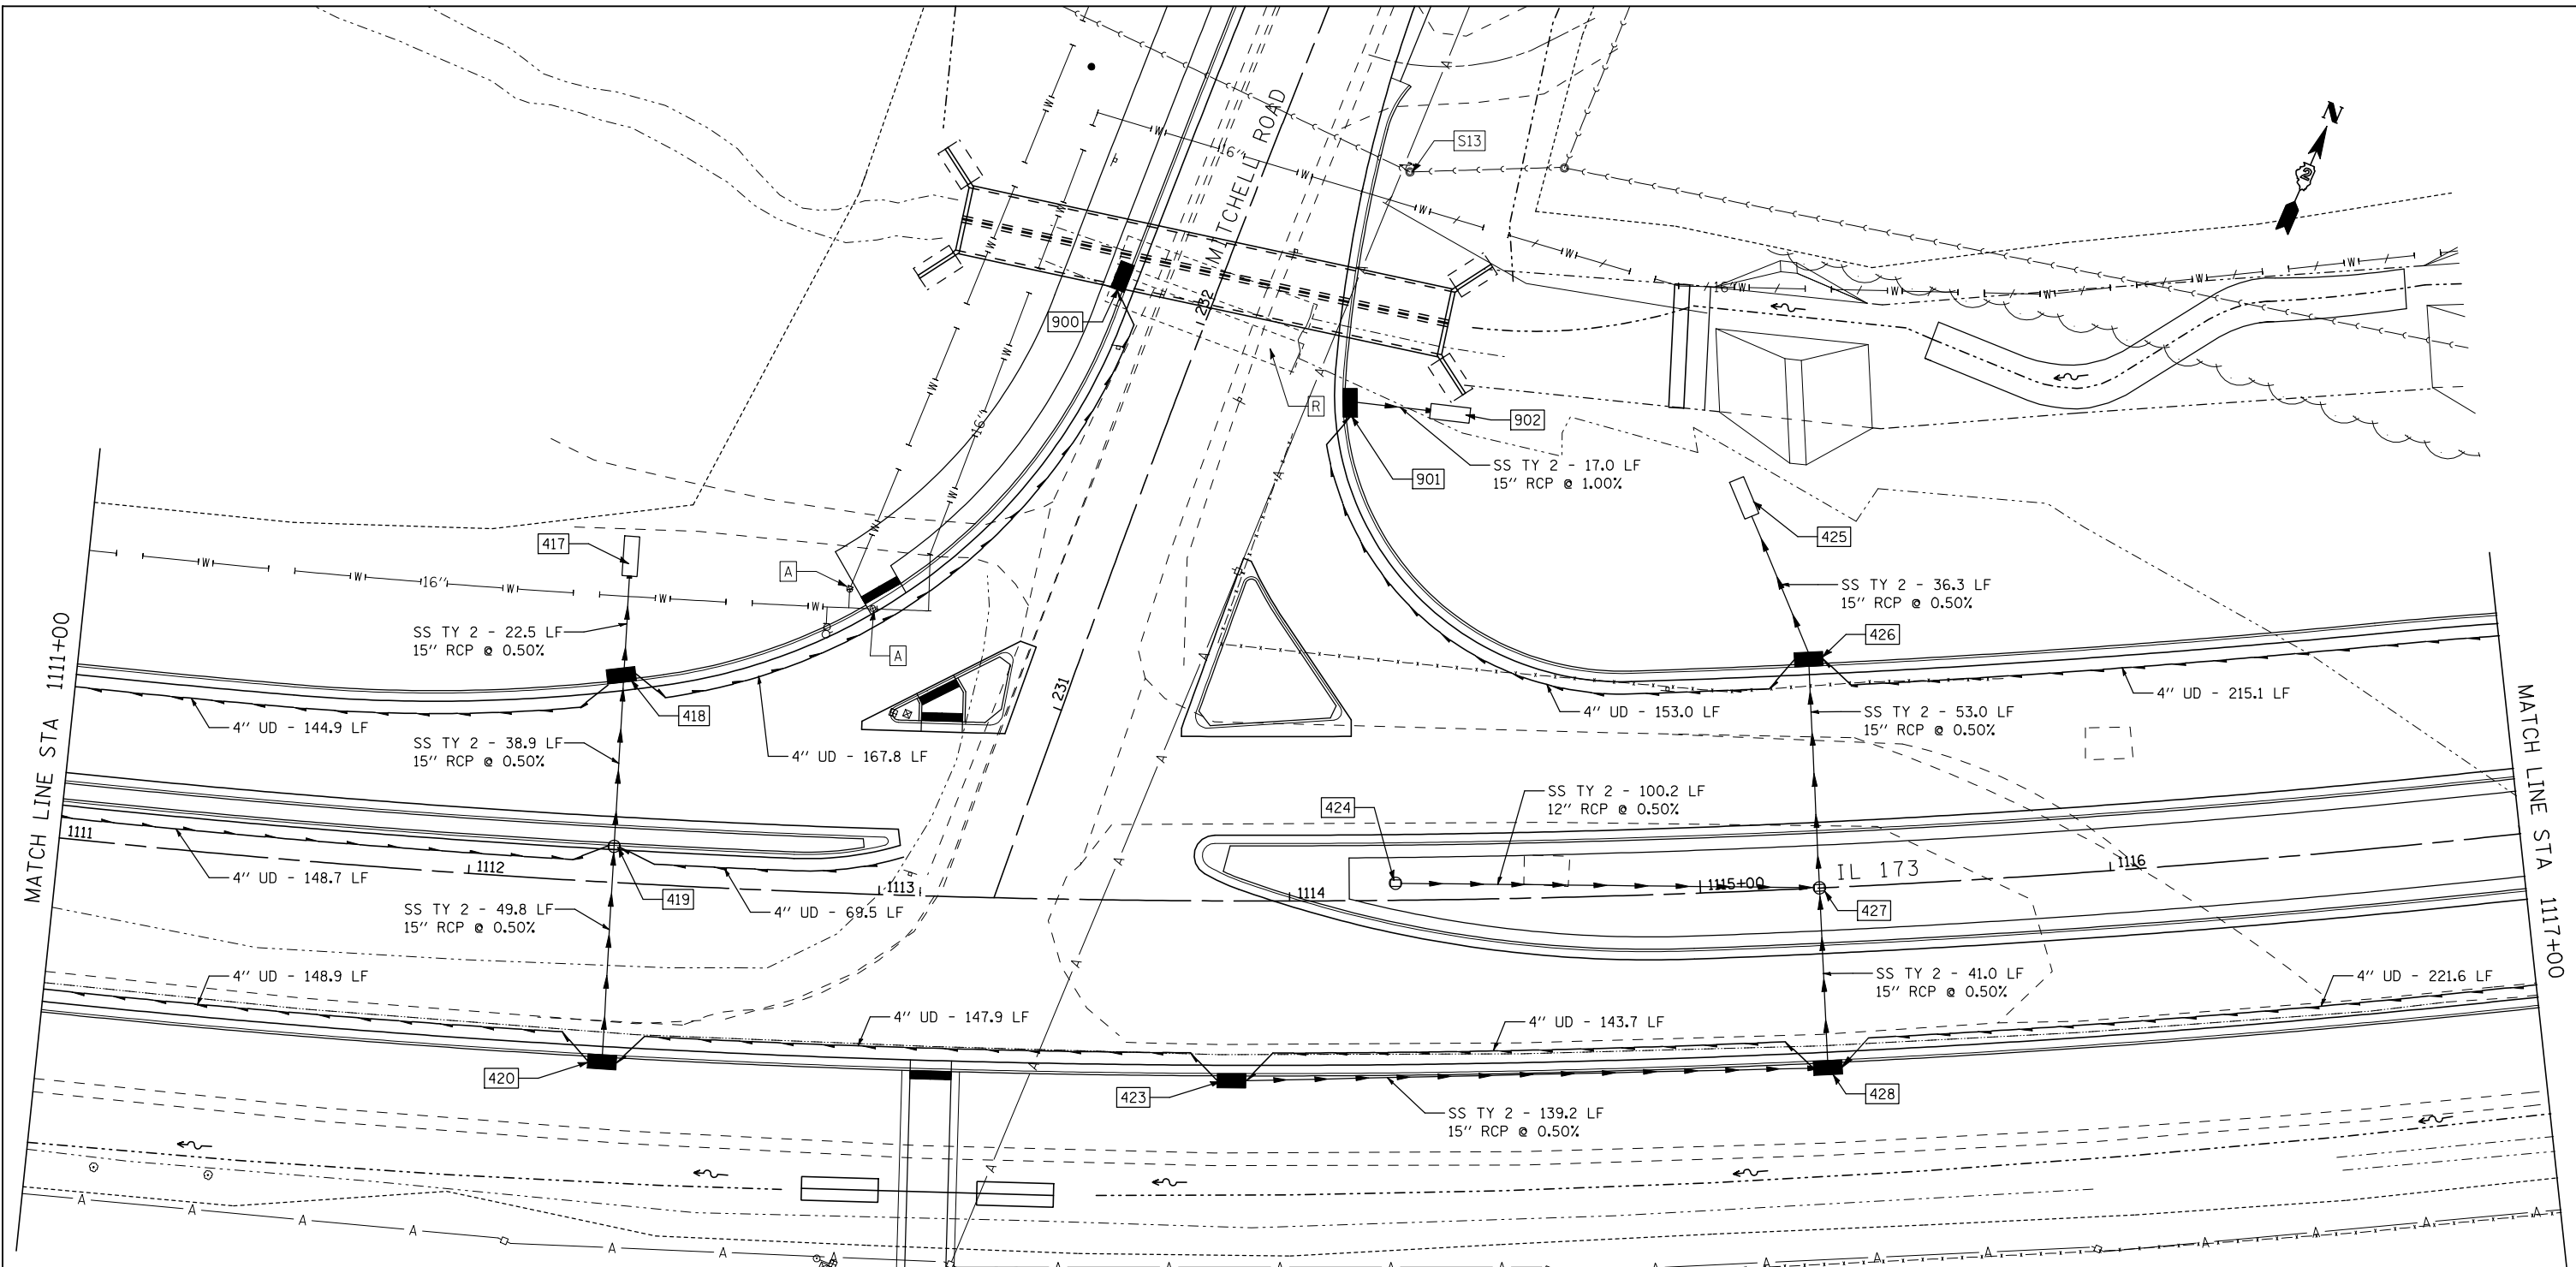 N
S13
MITCHELL ROAD
16"
W
A
232
900
R
16"W
902
901
SS TY 2 - 17.0 LF
15" RCP @ 1.00%
16"
417
A
425
16"
SS TY 2 - 36.3 LF
15" RCP @ 0.50%
SS TY 2 - 22.5 LF
15" RCP @ 0.50%
A
426
MATCH LINE STA 1111+00
4" UD - 144.9 LF
418
231
4" UD - 153.0 LF
4" UD - 215.1 LF
SS TY 2 - 53.0 LF
15" RCP @ 0.50%
SS TY 2 - 38.9 LF
15" RCP @ 0.50%
4" UD - 167.8 LF
MATCH LINE STA 1117+00
424
SS TY 2 - 100.2 LF
12" RCP @ 0.50%
1111
1112
1113
1114
1115+00
IL 173
1116
4" UD - 148.7 LF
419
4" UD - 69.5 LF
427
SS TY 2 - 49.8 LF
15" RCP @ 0.50%
4" UD - 148.9 LF
SS TY 2 - 41.0 LF
15" RCP @ 0.50%
4" UD - 221.6 LF
4" UD - 147.9 LF
4" UD - 143.7 LF
420
423
428
SS TY 2 - 139.2 LF
15" RCP @ 0.50%